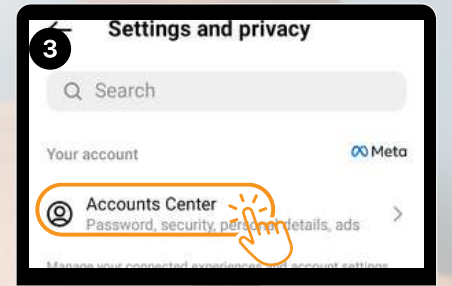 3
Settings and privacy
Search
Your account
Meta
Accounts Center
Password, security, personal details, ads
Manage your connected experiences and account settings